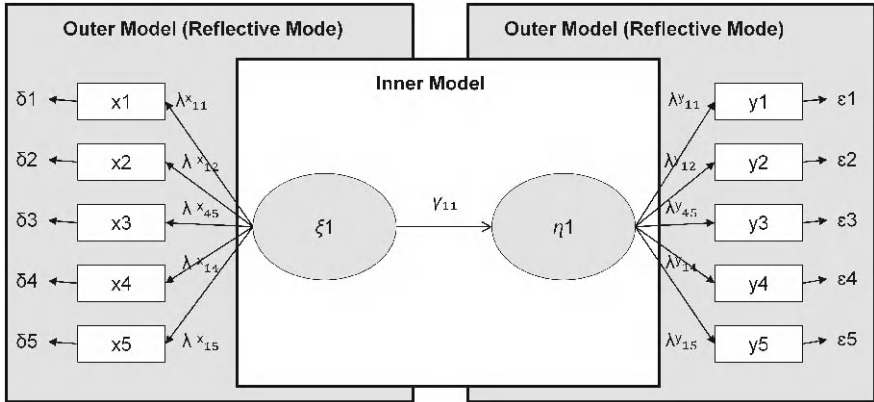 Outer Model (Reflective Mode)
Outer Model (Reflective Mode)
Inner Model
δ1 x1 λx11
λy11 y1 ε1
δ2 x2 λx12
λy12 y2 ε2
δ3 x3 λx45
ξ1 γ11 η1
λy45 y3 ε3
δ4 x4 λx14
λy14 y4 ε4
δ5 x5 λx15
λy15 y5 ε5